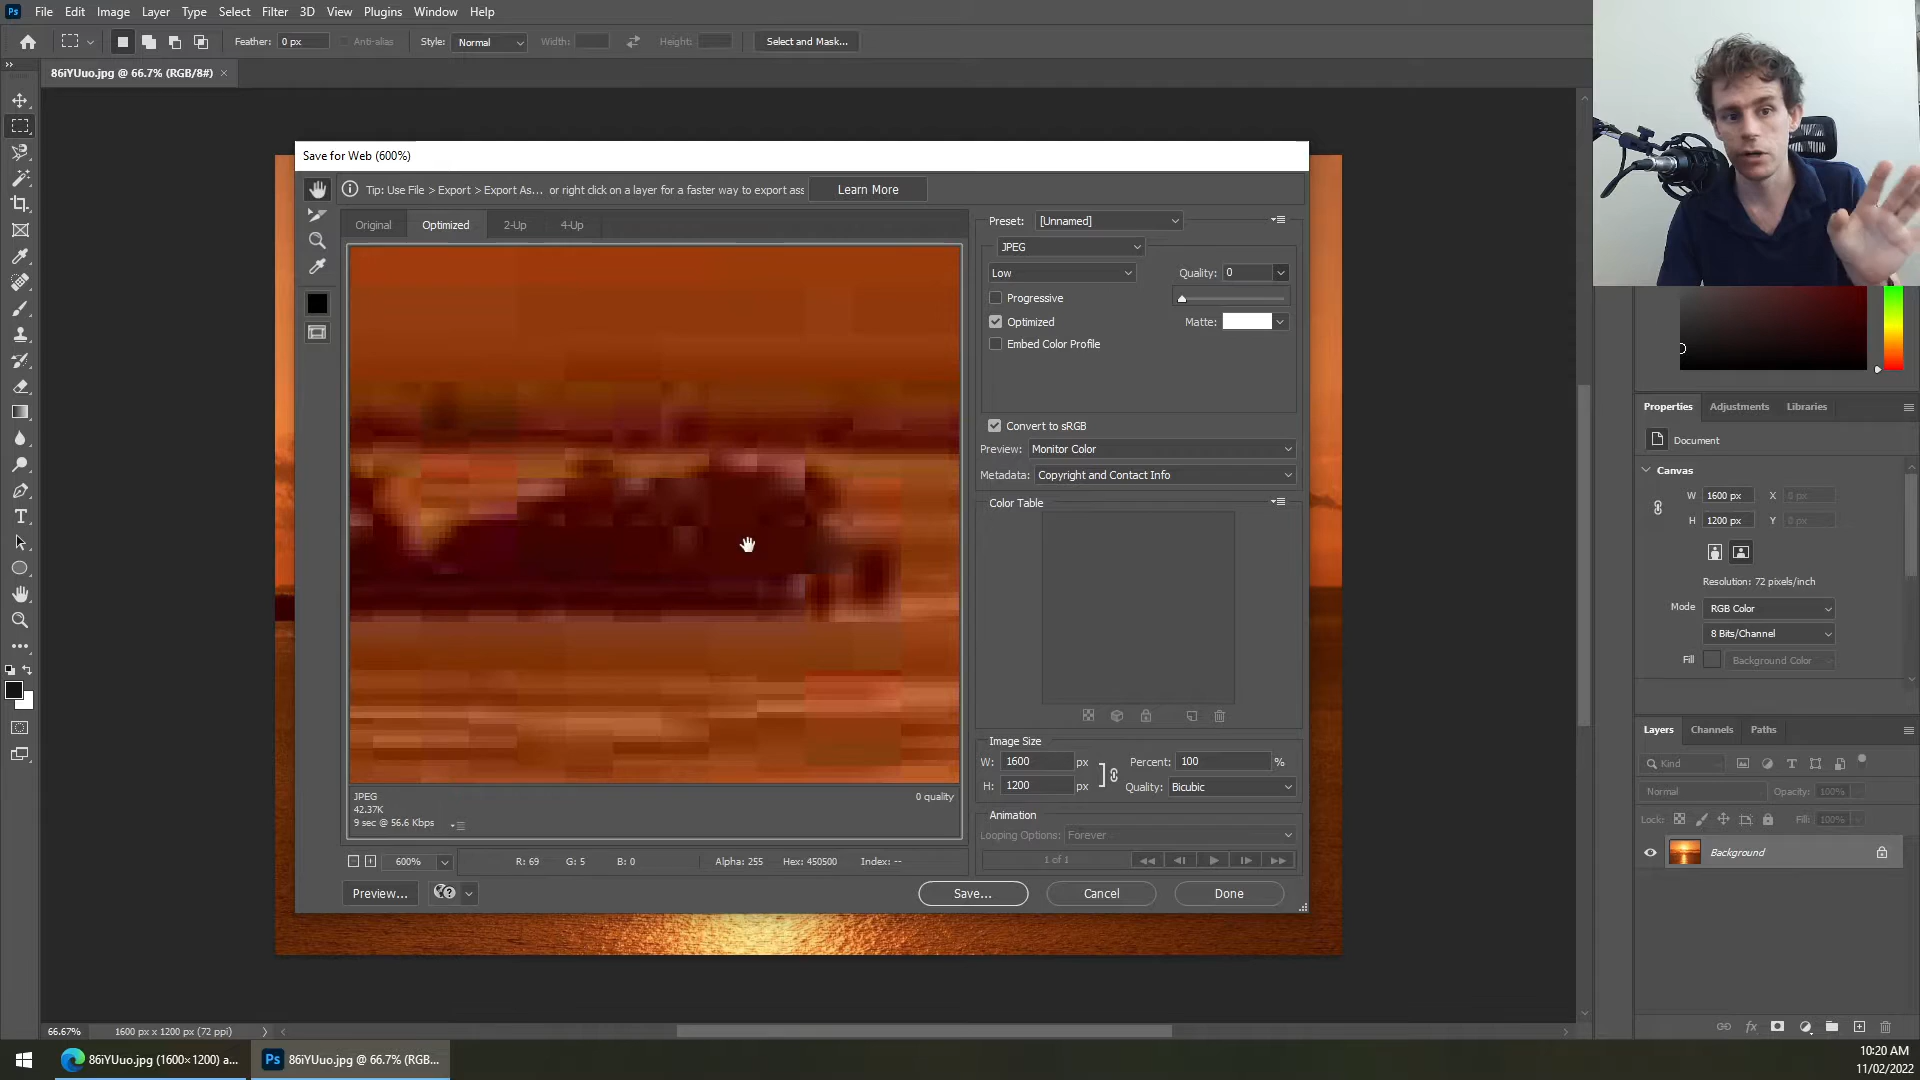 Ps File Edit Image Layer Type Select Filter 3D View Plugins Window Help
Feather: 0 px Anti-alias Style: Normal Width: Height: Select and Mask...
86iYUuo.jpg @ 66.7% (RGB/8#) ×
Save for Web (600%)
Tip: Use File > Export > Export As... or right click on a layer for a faster way to export ass Learn More
Original Optimized 2-Up 4-Up
Preset: [Unnamed]
JPEG
Low Quality: 0
Progressive
Optimized Matte:
Embed Color Profile
Convert to sRGB
Preview: Monitor Color
Metadata: Copyright and Contact Info
Color Table
Image Size
W: 1600 px Percent: 100 %
H: 1200 px Quality: Bicubic
Animation
Looping Options: Forever
1 of 1
JPEG 0 quality
42.37K
9 sec @ 56.6 Kbps
600% R: 69 G: 5 B: 0 Alpha: 255 Hex: 450500 Index: --
Preview... Save... Cancel Done
Properties Adjustments Libraries
Document
Canvas
W 1600 px X 0 px
H 1200 px Y 0 px
Resolution: 72 pixels/inch
Mode RGB Color
8 Bits/Channel
Fill Background Color
Layers Channels Paths
Kind
Normal Opacity: 100%
Lock: Fill: 100%
Background
66.67% 1600 px x 1200 px (72 ppi)
86iYUuo.jpg (1600×1200) a... Ps 86iYUuo.jpg @ 66.7% (RGB...
10:20 AM
11/02/2022